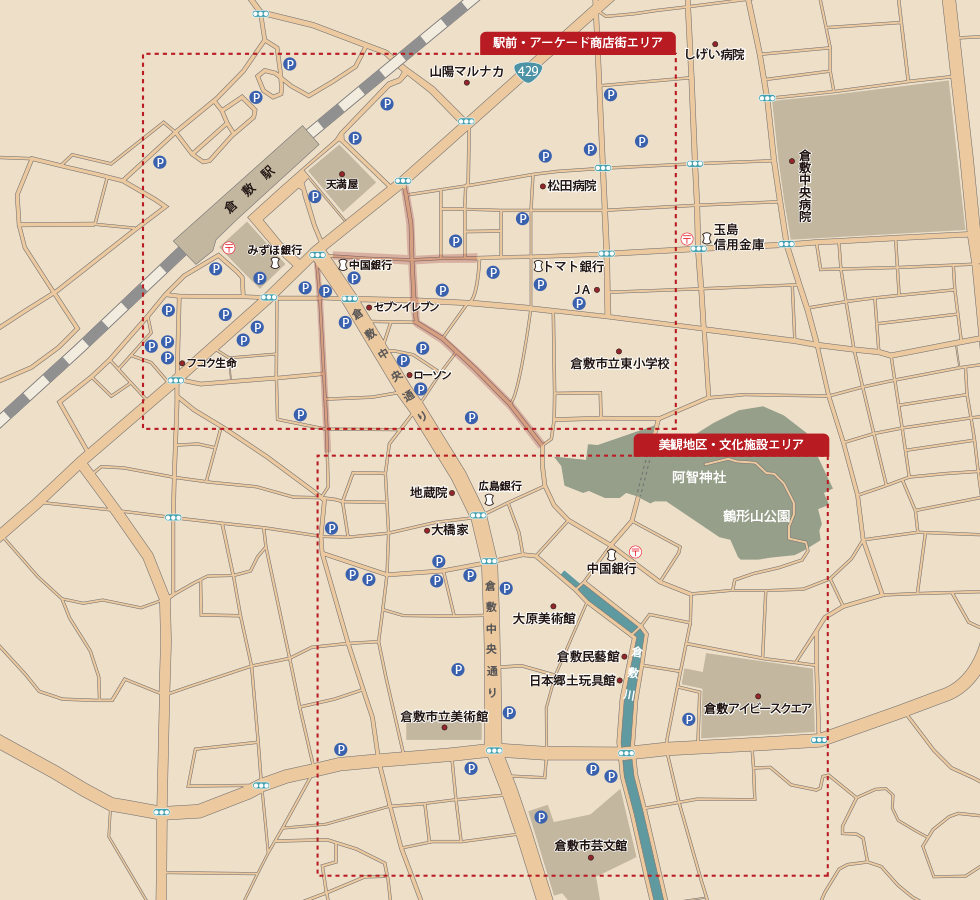 駅前・アーケード商店街エリア
しげい病院
山陽マルナカ
429
P
P
P
P
P
P
P
P
P
倉敷中央病院
天満屋
松田病院
倉敷駅
P
P
玉島
信用金庫
〒
〒
みずほ銀行
P
中国銀行
トマト銀行
P
P
P
P
P
P
JA
P
P
P
P
セブンイレブン
P
P
P
P
P
P
P
P
P
倉敷市立東小学校
フコク生命
P
ローソン
P
P
P
倉敷中央通り
美観地区・文化施設エリア
阿智神社
地蔵院
広島銀行
鶴形山公園
P
大橋家
〒
中国銀行
P
P
P
P
P
P
倉敷中央通り
大原美術館
倉敷民藝館
倉敷川
P
日本郷土玩具館
倉敷アイビースクエア
倉敷市立美術館
P
P
P
P
P
P
P
倉敷市芸文館